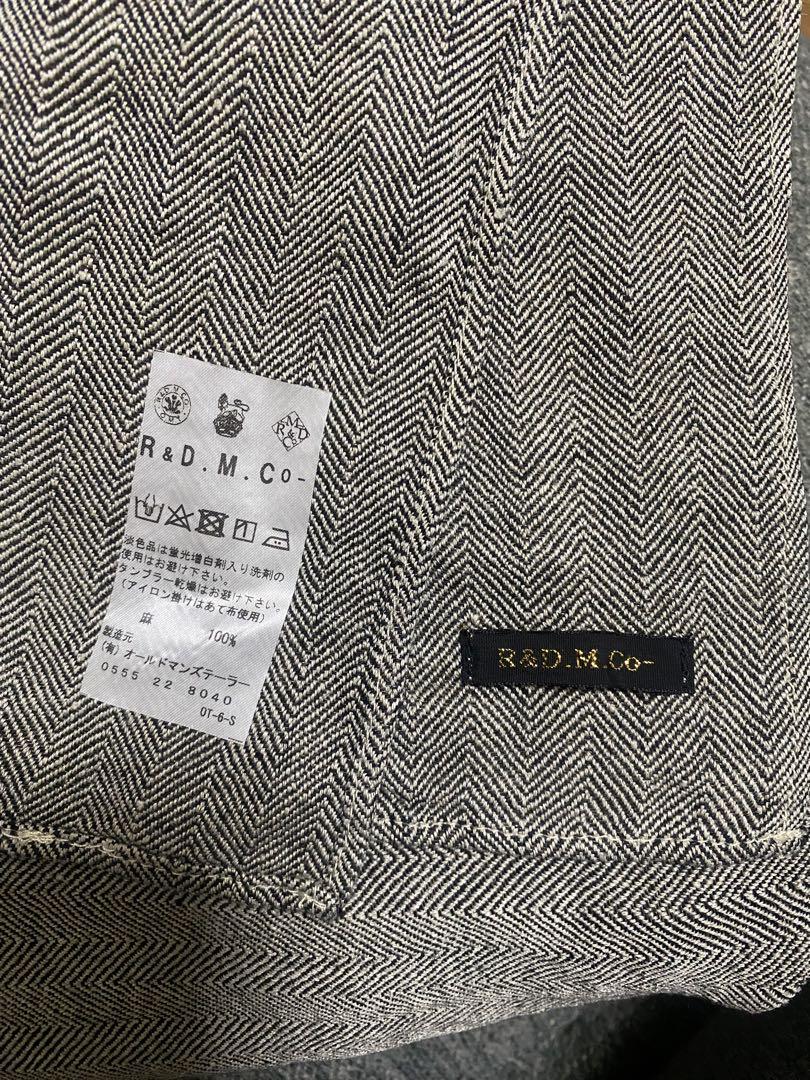 R&D.M.Co-
淡色品は蛍光増白剤入り洗剤の
使用はお避け下さい。
タンブラー乾燥はお避け下さい。
(アイロン掛けはあて布使用)
麻 100%
製造元
(有)オールドマンズテーラー
0555 22 8040
OT-6-S
R&D.M.Co-